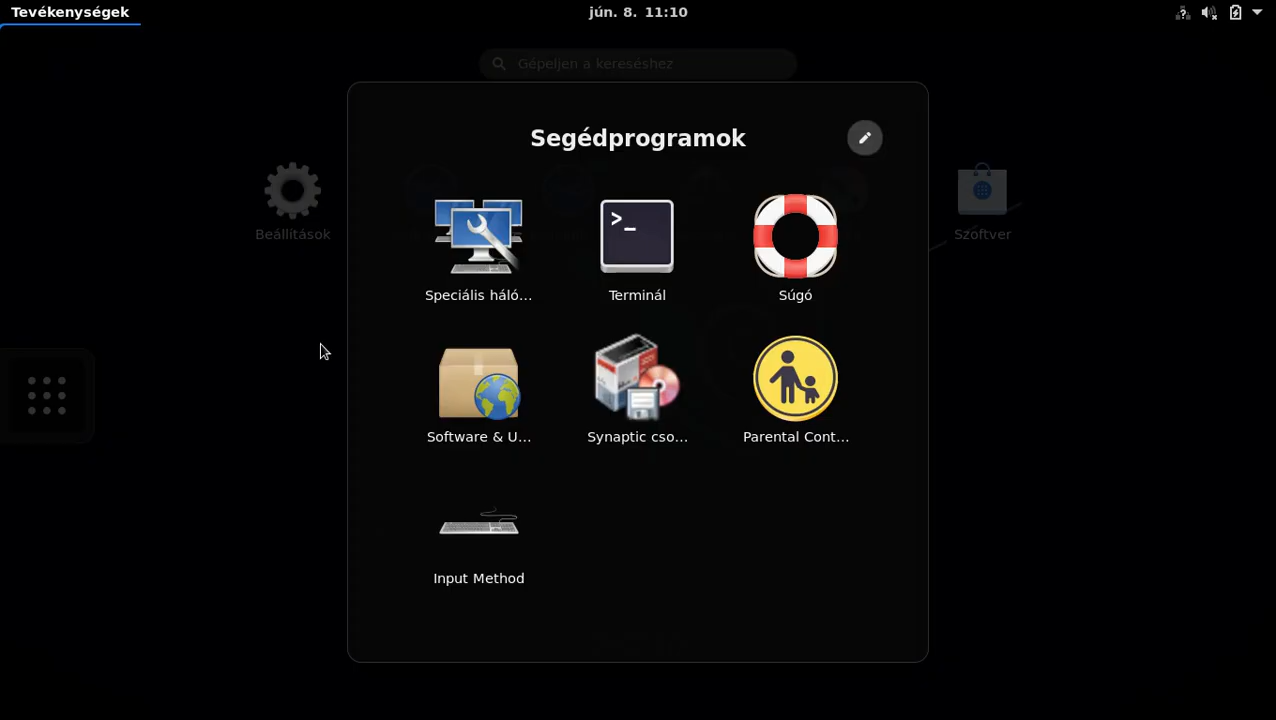 Tevékenységek
jún. 8. 11:10
Gépeljen a kereséshez
Segédprogramok
Beállítások
Szoftver
Speciális háló...
Terminál
Súgó
Software & U...
Synaptic cso...
Parental Cont...
Input Method